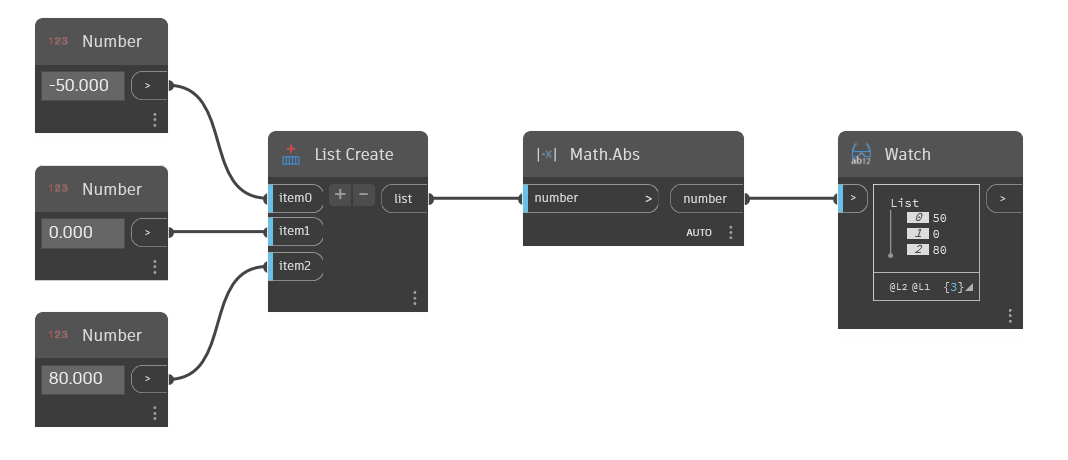 123 Number
-50.000 >
123 Number
0.000 >
123 Number
80.000 >
List Create
item0 + − list
item1
item2
|-x| Math.Abs
number > number
AUTO
ab12 Watch
> >
List
0 50
1 0
2 80
@L2 @L1 {3}